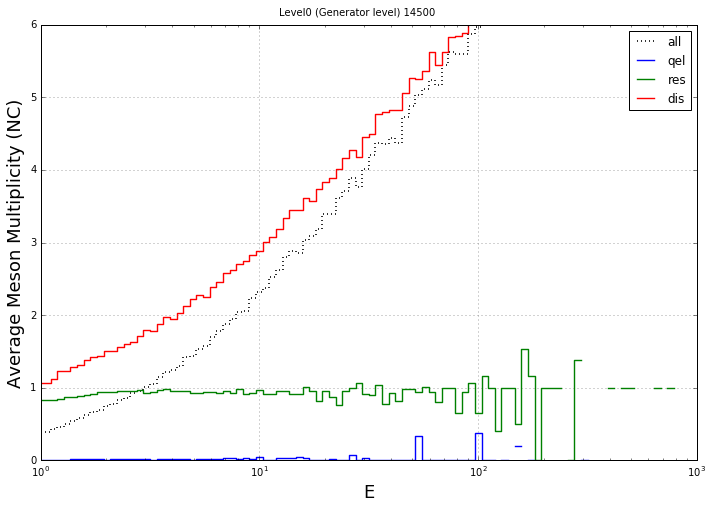 Level0 (Generator level) 14500
Average Meson Multiplicity (NC)
6
5
4
3
2
1
0
all
qel
res
dis
10^0
10^1
10^2
10^3
E